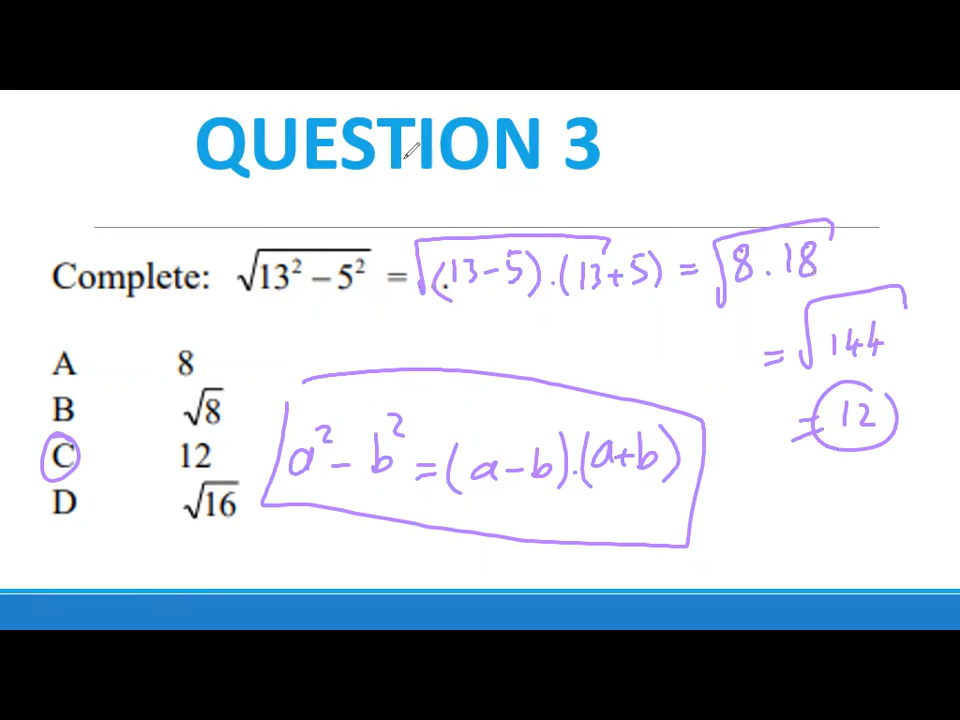 QUESTION 3
Complete: √13² – 5² = √(13-5).(13+5) = √8.18
= √144
= 12
A 8
B √8
C 12
D √16
a² - b² = (a-b).(a+b)